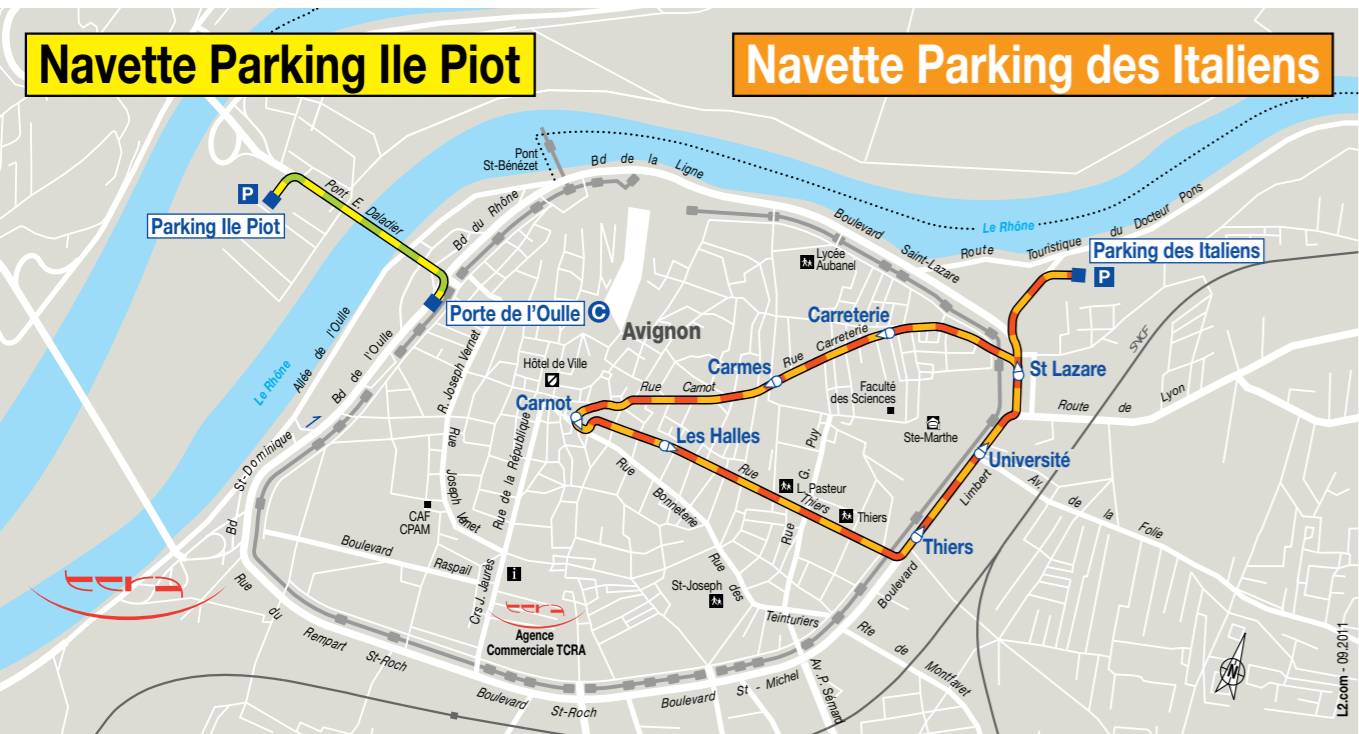 Navette Parking Ile Piot
Navette Parking des Italiens
Pont
St-Bénézet
Bd de la Ligne
P
Pont E. Daladier
Parking Ile Piot
Bd du Rhône
Boulevard Saint-Lazare
Le Rhône
Route Touristique du Docteur Pons
Lycée
Aubanel
Parking des Italiens
P
Porte de l'Oulle C
Avignon
Carreterie
Rue Carreterie
SNCF
Le Rhône
Allée de l'Oulle
Bd de l'Oulle
R. Joseph Vernet
Hôtel de Ville
Carmes
Rue Carnot
Faculté
des Sciences
St Lazare
Route de Lyon
Carnot
Les Halles
Ste-Marthe
Université
Bd St-Dominique
Rue Joseph Vernet
Rue de la République
Rue Bonneterie
Rue Thiers
Rue G. Puy
L. Pasteur
Thiers
Limbert
Av. de la Folie
CAF
CPAM
Thiers
Boulevard Raspail
Crs J. Jaurès
i
St-Joseph
Rue des Teinturiers
Boulevard
tcra
tcra
Agence
Commerciale TCRA
Rue du Rempart St-Roch
Boulevard St-Roch
Boulevard St - Michel
Av .P. Sémard
Rte de Montfavet
N
L2.com - 09.2011